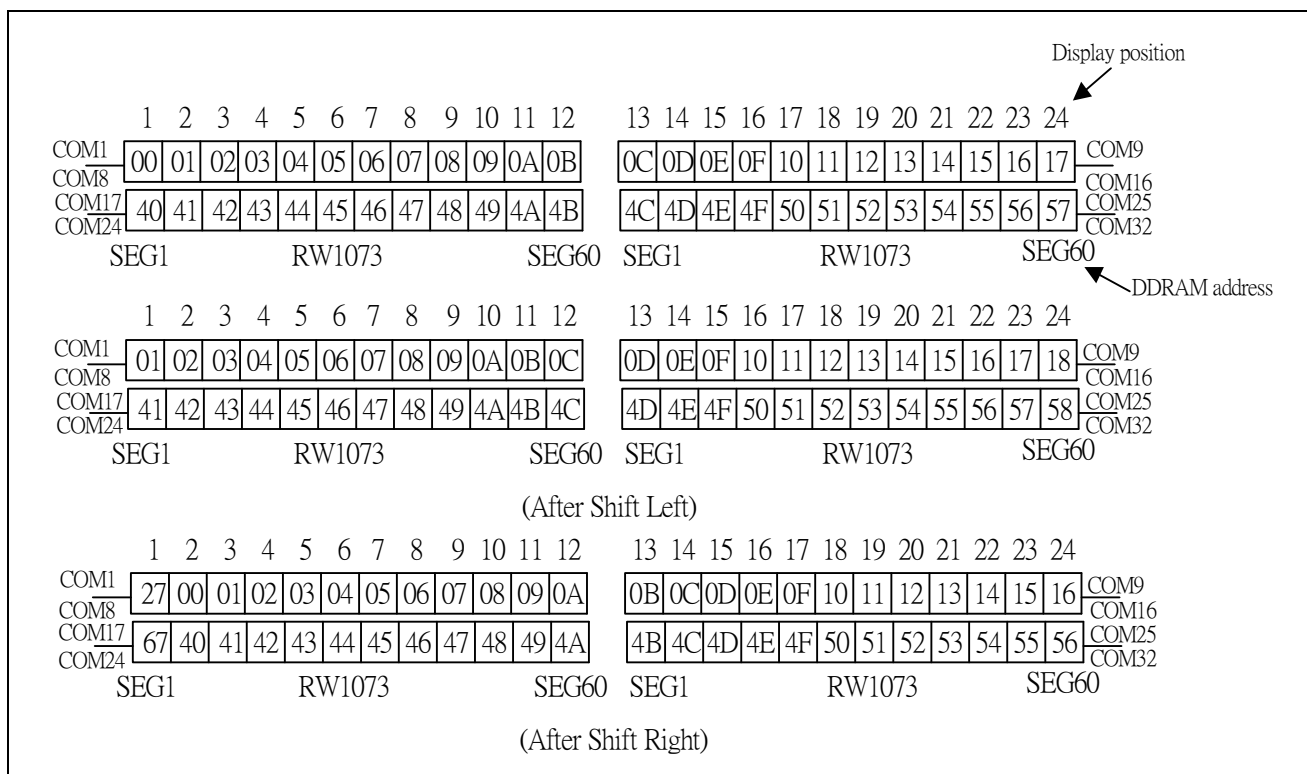 Display position
1 2 3 4 5 6 7 8 9 10 11 12 13 14 15 16 17 18 19 20 21 22 23 24
COM1 00 01 02 03 04 05 06 07 08 09 0A 0B 0C 0D 0E 0F 10 11 12 13 14 15 16 17 COM9
COM8 COM16
COM17 40 41 42 43 44 45 46 47 48 49 4A 4B 4C 4D 4E 4F 50 51 52 53 54 55 56 57 COM25
COM24 COM32
SEG1 RW1073 SEG60 SEG1 RW1073 SEG60
DDRAM address
1 2 3 4 5 6 7 8 9 10 11 12 13 14 15 16 17 18 19 20 21 22 23 24
COM1 01 02 03 04 05 06 07 08 09 0A 0B 0C 0D 0E 0F 10 11 12 13 14 15 16 17 18 COM9
COM8 COM16
COM17 41 42 43 44 45 46 47 48 49 4A 4B 4C 4D 4E 4F 50 51 52 53 54 55 56 57 58 COM25
COM24 COM32
SEG1 RW1073 SEG60 SEG1 RW1073 SEG60
(After Shift Left)
1 2 3 4 5 6 7 8 9 10 11 12 13 14 15 16 17 18 19 20 21 22 23 24
COM1 27 00 01 02 03 04 05 06 07 08 09 0A 0B 0C 0D 0E 0F 10 11 12 13 14 15 16 COM9
COM8 COM16
COM17 67 40 41 42 43 44 45 46 47 48 49 4A 4B 4C 4D 4E 4F 50 51 52 53 54 55 56 COM25
COM24 COM32
SEG1 RW1073 SEG60 SEG1 RW1073 SEG60
(After Shift Right)